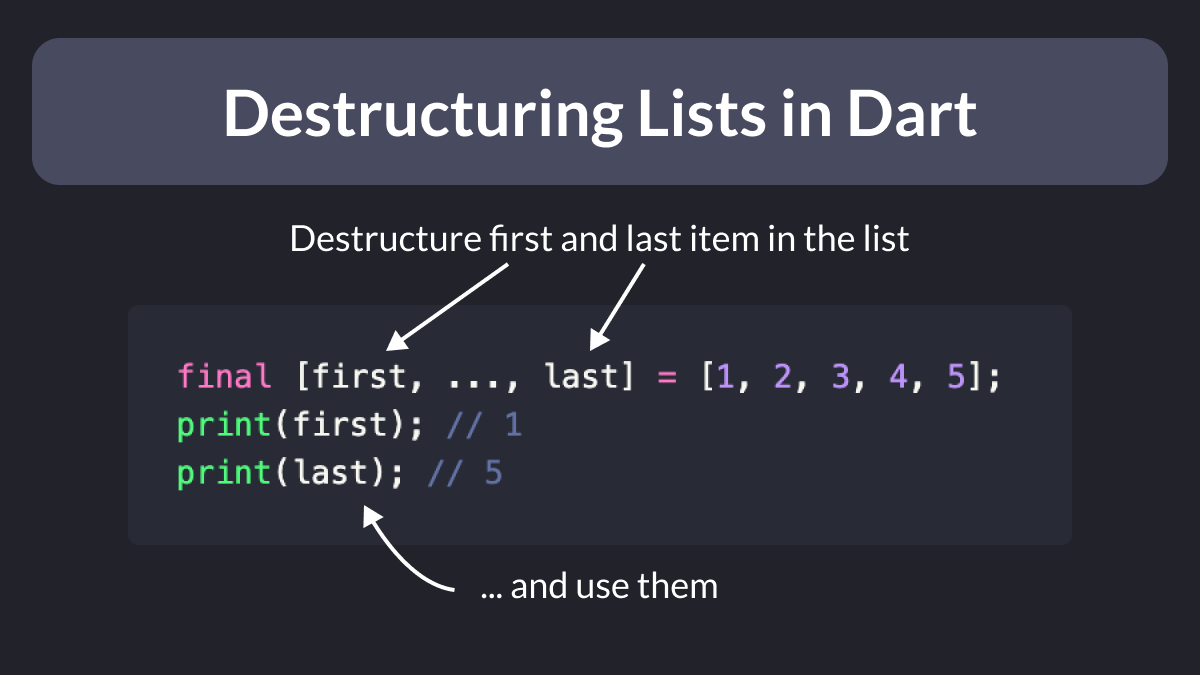 Destructuring Lists in Dart
Destructure first and last item in the list
final [first, ..., last] = [1, 2, 3, 4, 5];
print(first); // 1
print(last); // 5
... and use them